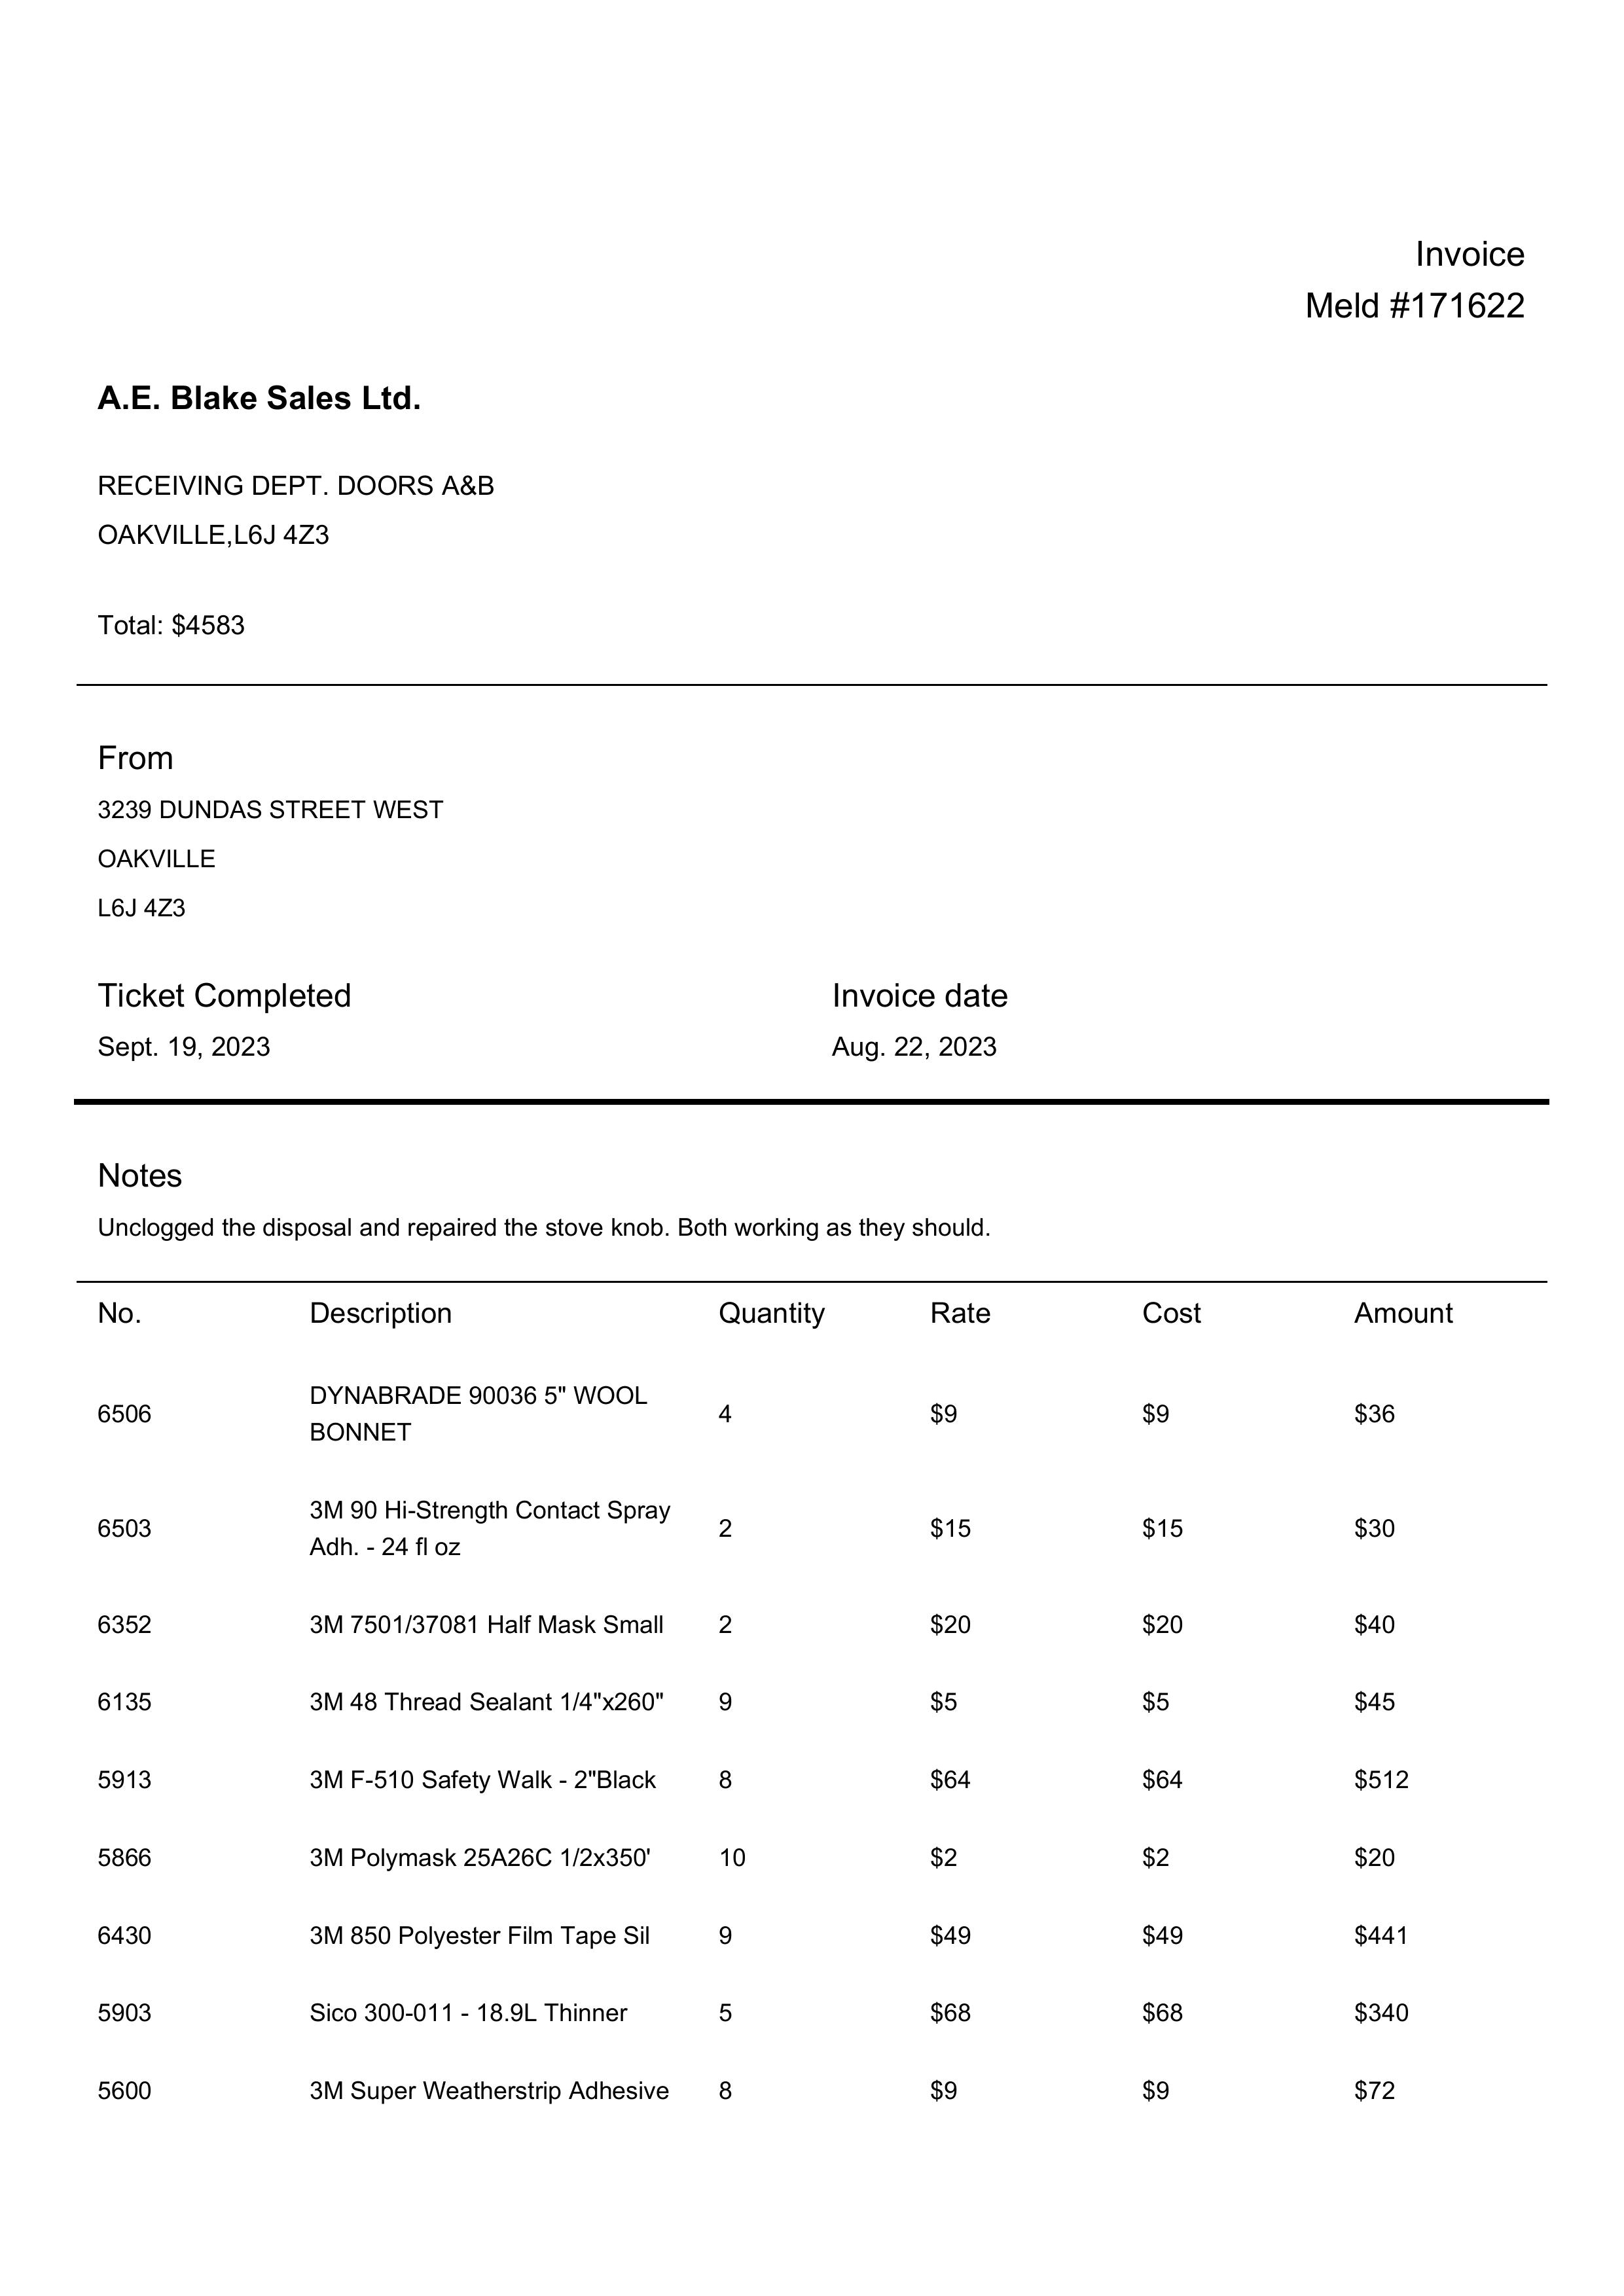 Invoice
Meld #171622
A.E. Blake Sales Ltd.
RECEIVING DEPT. DOORS A&B
OAKVILLE,L6J 4Z3
Total: $4583
From
3239 DUNDAS STREET WEST
OAKVILLE
L6J 4Z3
Ticket Completed Invoice date
Sept. 19, 2023 Aug. 22, 2023
Notes
Unclogged the disposal and repaired the stove knob. Both working as they should.
No. Description Quantity Rate Cost Amount
6506 DYNABRADE 90036 5" WOOL
BONNET 4 $9 $9 $36
6503 3M 90 Hi-Strength Contact Spray
Adh. - 24 fl oz 2 $15 $15 $30
6352 3M 7501/37081 Half Mask Small 2 $20 $20 $40
6135 3M 48 Thread Sealant 1/4"x260" 9 $5 $5 $45
5913 3M F-510 Safety Walk - 2"Black 8 $64 $64 $512
5866 3M Polymask 25A26C 1/2x350' 10 $2 $2 $20
6430 3M 850 Polyester Film Tape Sil 9 $49 $49 $441
5903 Sico 300-011 - 18.9L Thinner 5 $68 $68 $340
5600 3M Super Weatherstrip Adhesive 8 $9 $9 $72